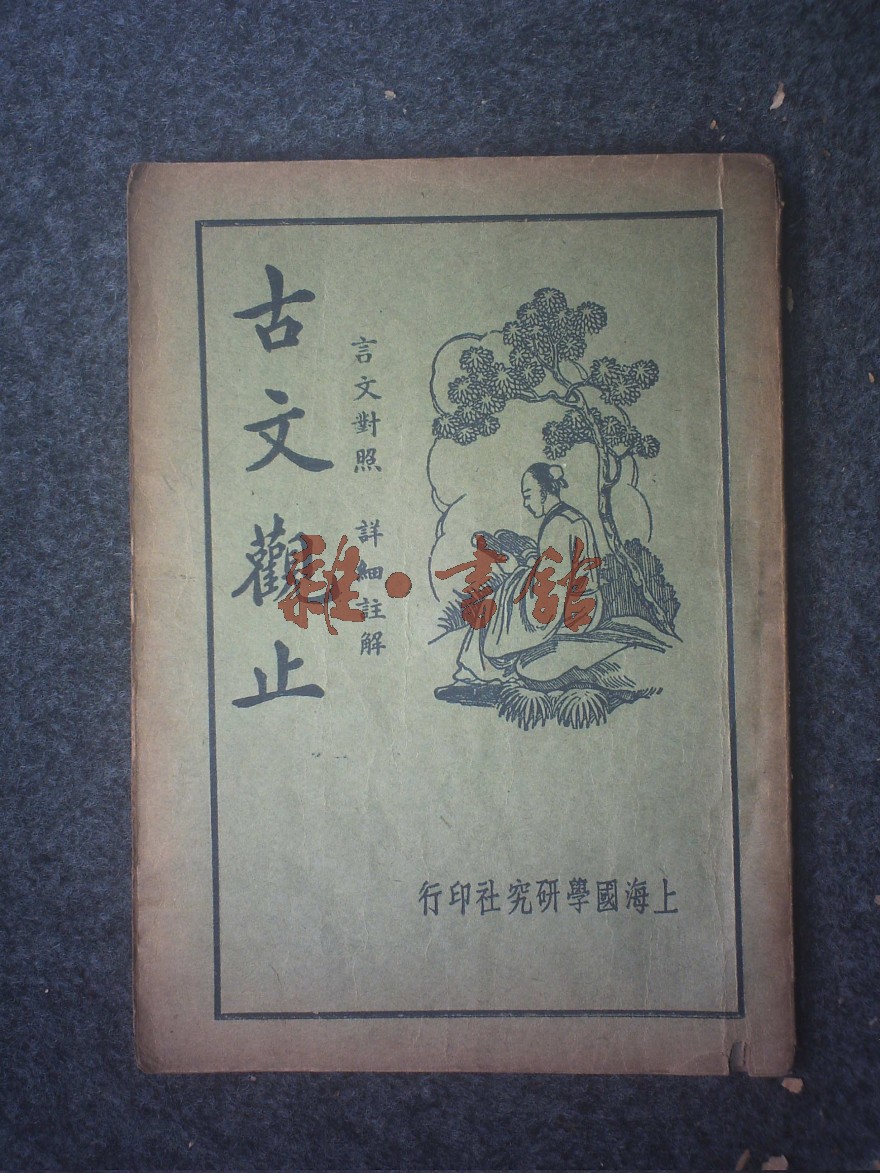 古文觀止
言文對照 詳細註解
上海國學研究社印行
雜·書館